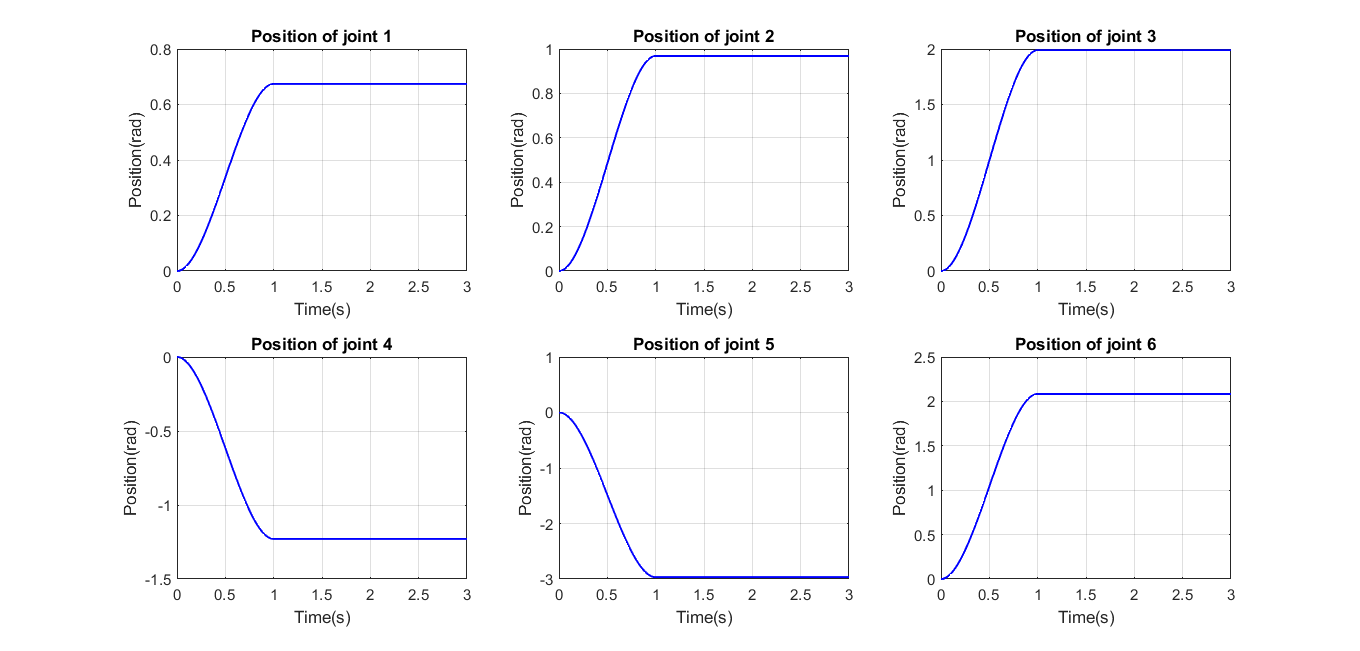 Position of joint 1
0.8
0.6
0.4
0.2
0
Position(rad)
0 0.5 1 1.5 2 2.5 3
Time(s)
Position of joint 2
1
0.8
0.6
0.4
0.2
0
Position(rad)
0 0.5 1 1.5 2 2.5 3
Time(s)
Position of joint 3
2
1.5
1
0.5
0
Position(rad)
0 0.5 1 1.5 2 2.5 3
Time(s)
Position of joint 4
0
-0.5
-1
-1.5
Position(rad)
0 0.5 1 1.5 2 2.5 3
Time(s)
Position of joint 5
1
0
-1
-2
-3
Position(rad)
0 0.5 1 1.5 2 2.5 3
Time(s)
Position of joint 6
2.5
2
1.5
1
0.5
0
Position(rad)
0 0.5 1 1.5 2 2.5 3
Time(s)